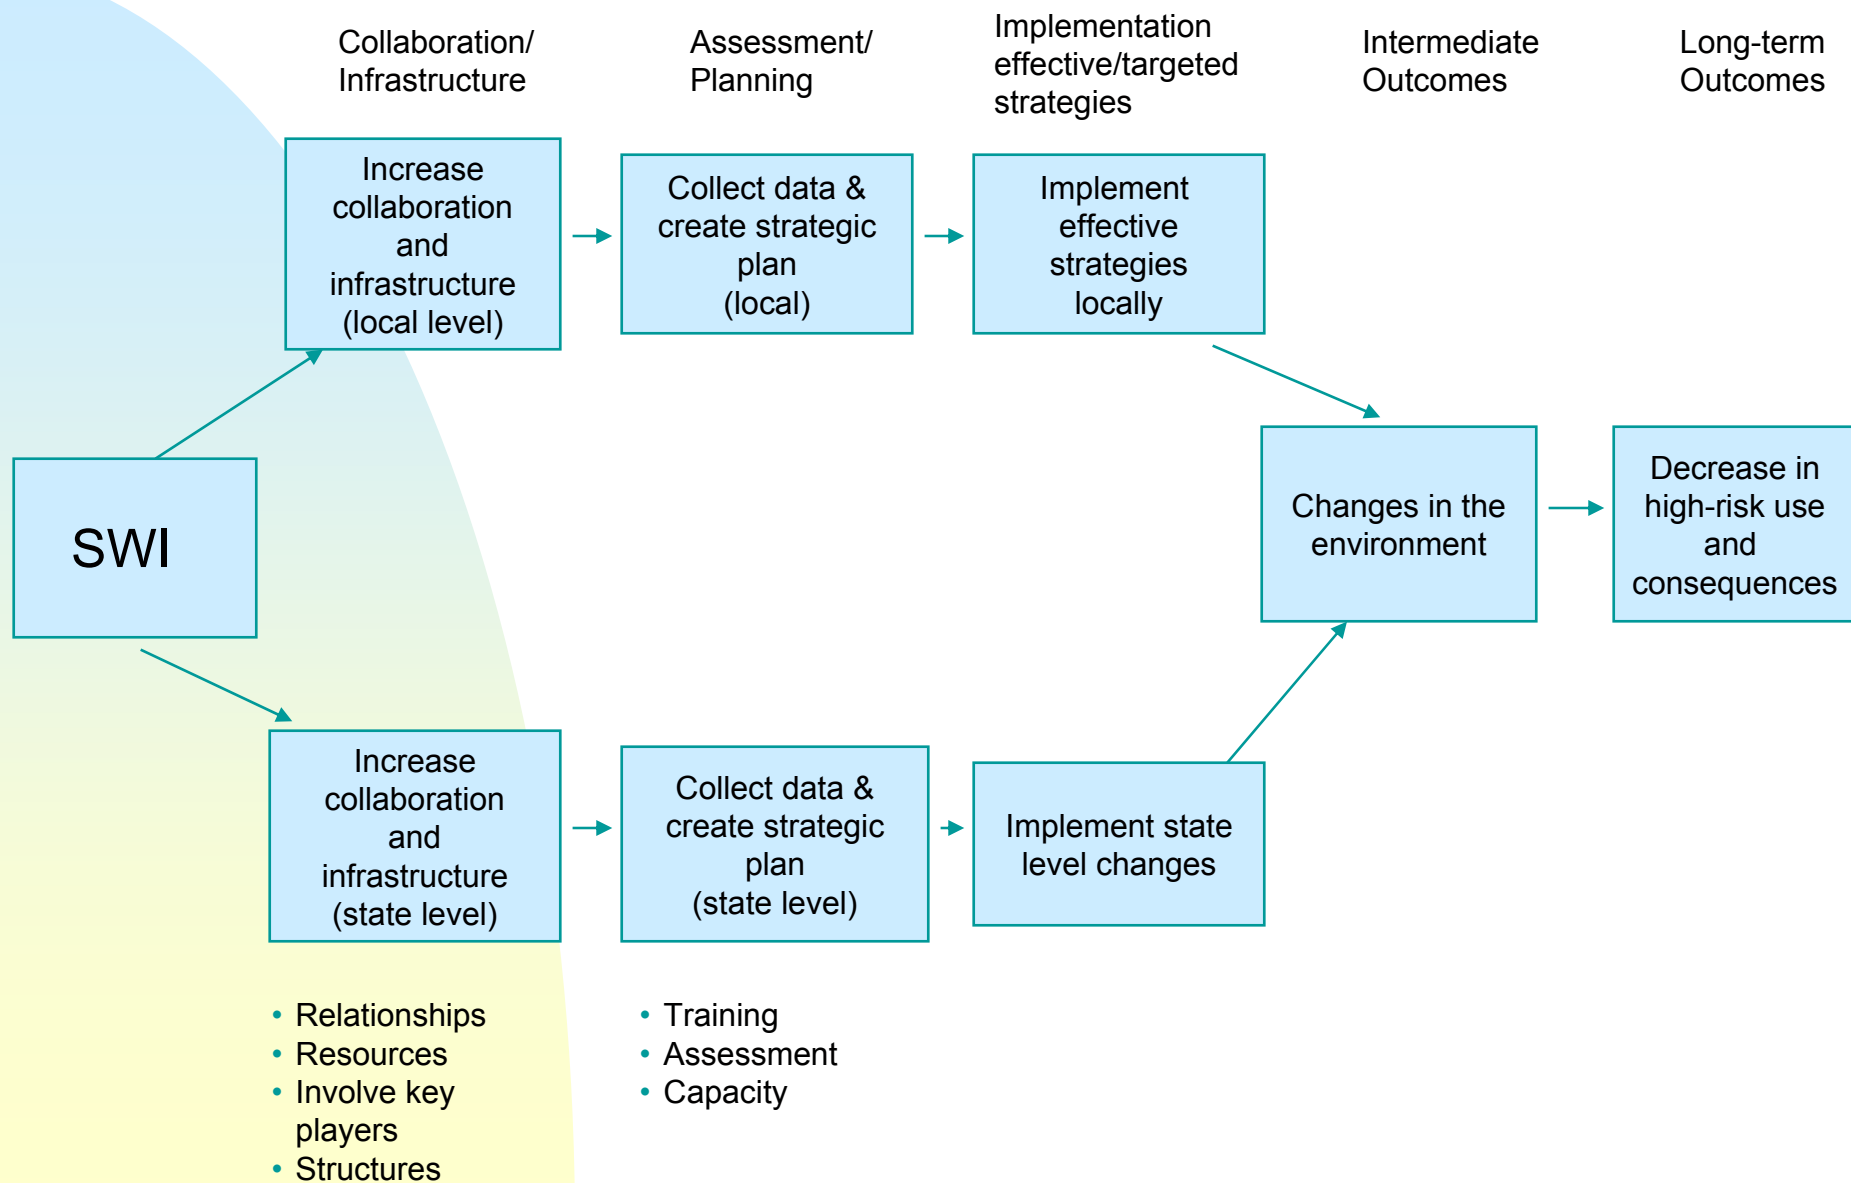 Collaboration/
Infrastructure
Assessment/
Planning
Implementation
effective/targeted
strategies
Intermediate
Outcomes
Long-term
Outcomes
Increase
collaboration
and
infrastructure
(local level)
Collect data &
create strategic
plan
(local)
Implement
effective
strategies
locally
SWI
Changes in the
environment
Decrease in
high-risk use
and
consequences
Increase
collaboration
and
infrastructure
(state level)
Collect data &
create strategic
plan
(state level)
Implement state
level changes
• Relationships
• Resources
• Involve key
players
• Structures
• Training
• Assessment
• Capacity